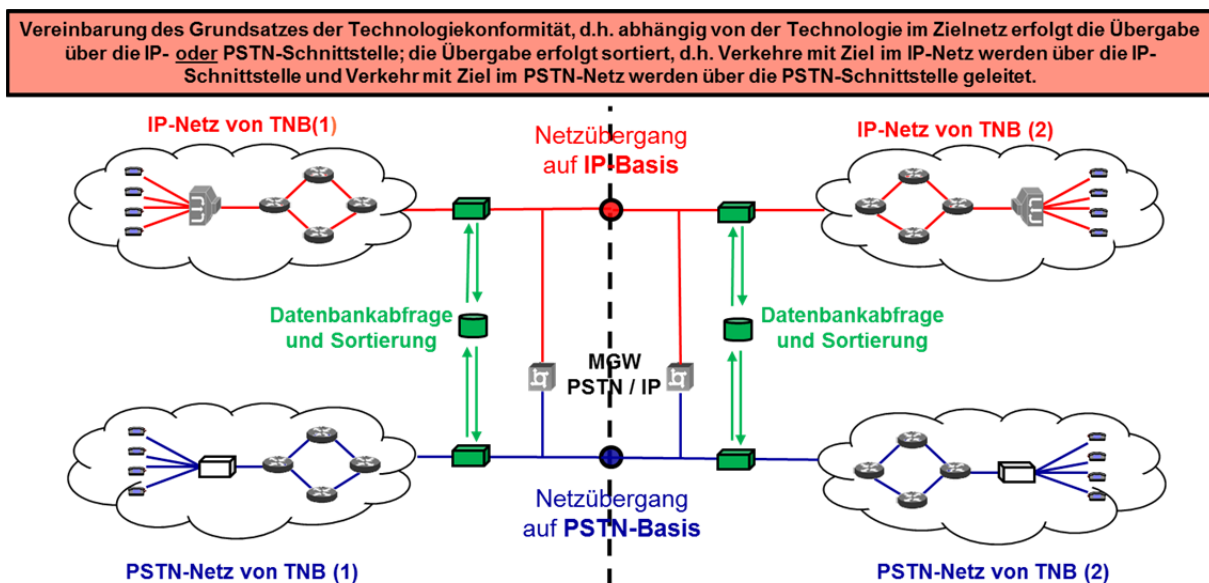 Vereinbarung des Grundsatzes der Technologiekonformität, d.h. abhängig von der Technologie im Zielnetz erfolgt die Übergabe
über die IP- oder PSTN-Schnittstelle; die Übergabe erfolgt sortiert, d.h. Verkehre mit Ziel im IP-Netz werden über die IP-
Schnittstelle und Verkehr mit Ziel im PSTN-Netz werden über die PSTN-Schnittstelle geleitet.
IP-Netz von TNB(1)
Netzübergang
auf IP-Basis
IP-Netz von TNB (2)
Datenbankabfrage
und Sortierung
MGW
PSTN / IP
Datenbankabfrage
und Sortierung
Netzübergang
auf PSTN-Basis
PSTN-Netz von TNB (1)
PSTN-Netz von TNB (2)